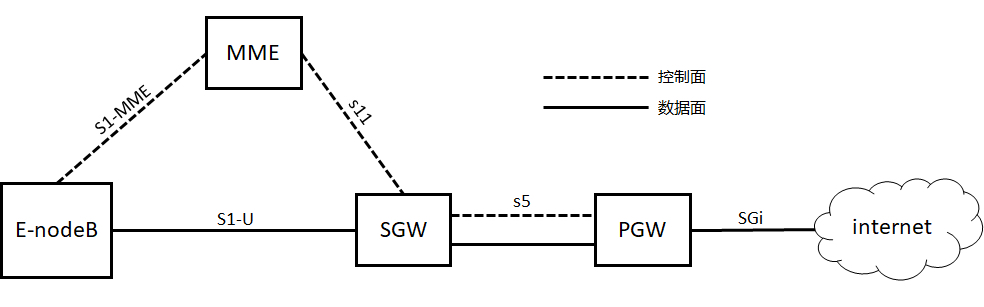 MME
控制面
数据面
S1-MME
s11
E-nodeB
S1-U
SGW
s5
PGW
SGi
internet